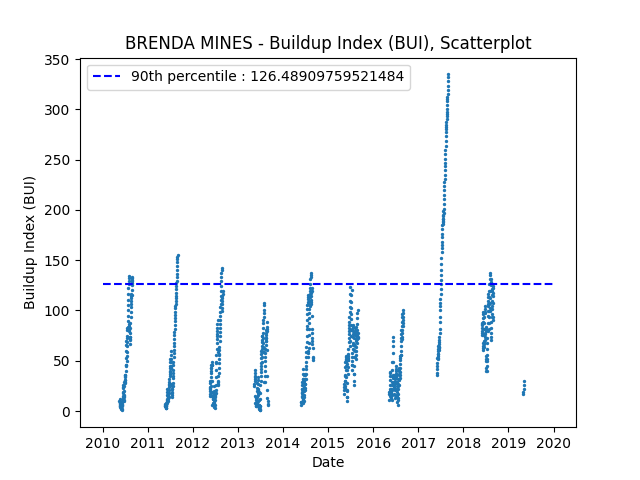 BRENDA MINES - Buildup Index (BUI), Scatterplot
90th percentile : 126.48909759521484
350
300
250
200
150
100
50
0
Buildup Index (BUI)
2010 2011 2012 2013 2014 2015 2016 2017 2018 2019 2020
Date